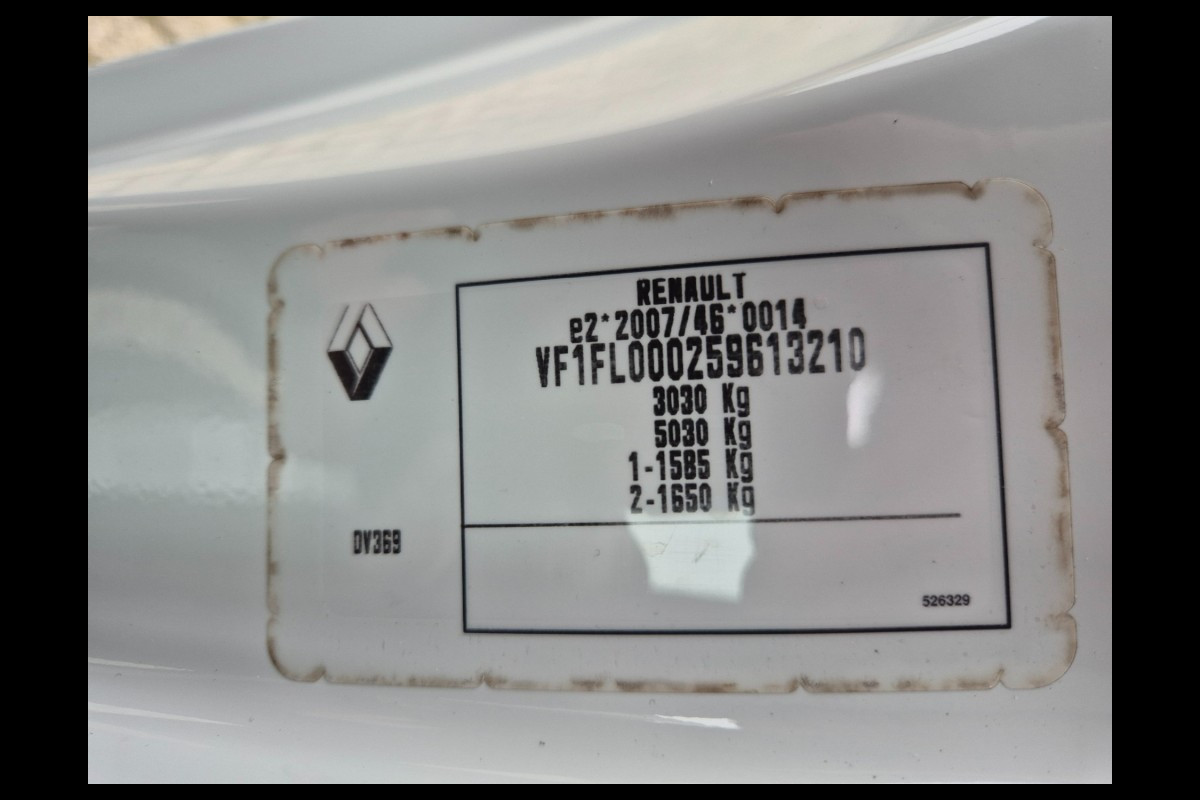 RENAULT
e2*2007/46*0014
VF1FL000259613210
3030 Kg
5030 Kg
1-1585 Kg
2-1650 Kg
DV369
526329